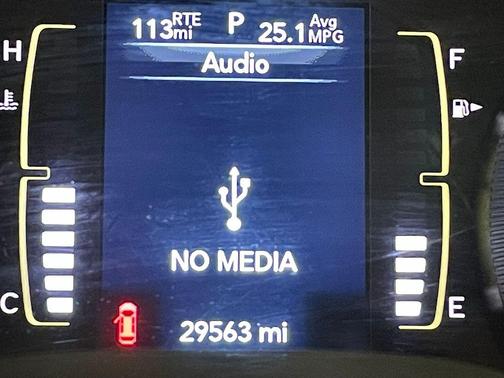 113 RTE mi P 25.1 Avg MPG
Audio
H F
NO MEDIA
C E
29563 mi